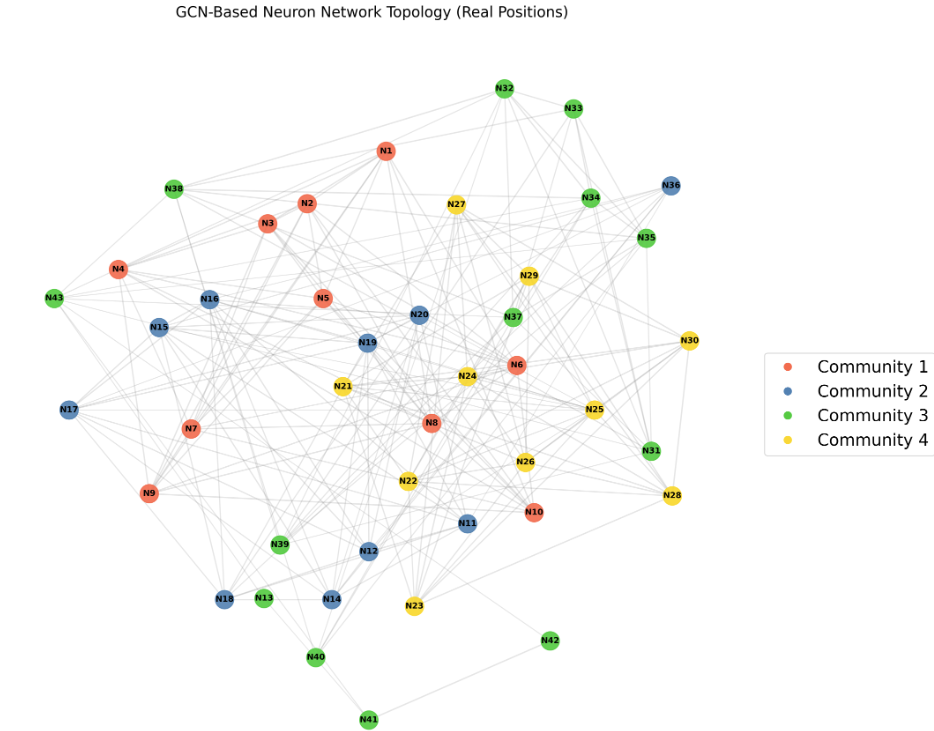 GCN-Based Neuron Network Topology (Real Positions)
N32
N33
N1
N36
N38
N34
N2
N27
N3
N35
N4
N29
N43
N16
N5
N20
N37
N15
N19
N30
N6
N24
N21
N17
N25
N8
N7
N31
N26
N22
N9
N28
N10
N11
N39
N12
N18
N13
N14
N23
N42
N40
N41
Community 1
Community 2
Community 3
Community 4